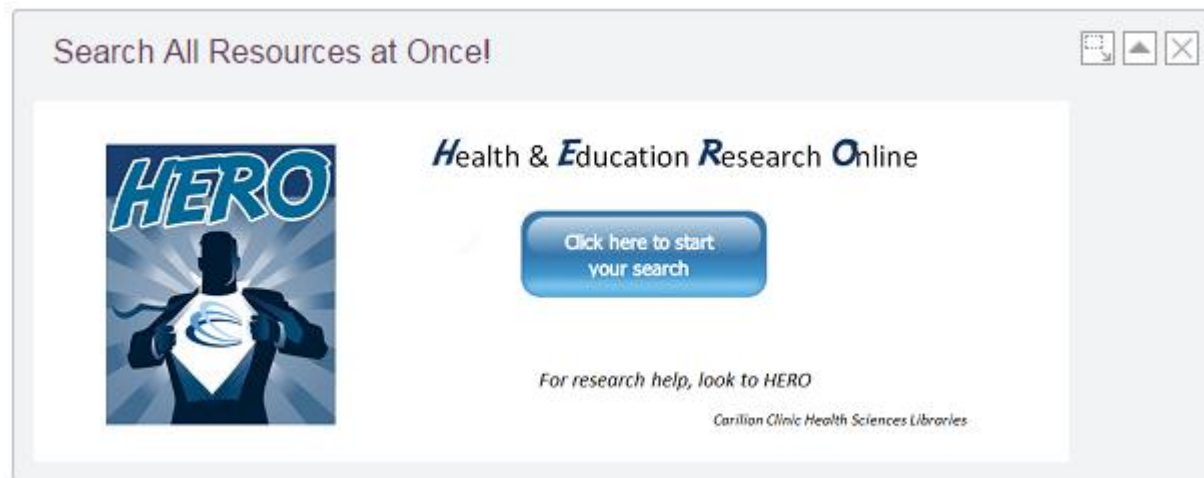 Search All Resources at Once!
HERO
Health & Education Research Online
Click here to start
your search
For research help, look to HERO
Carilion Clinic Health Sciences Libraries